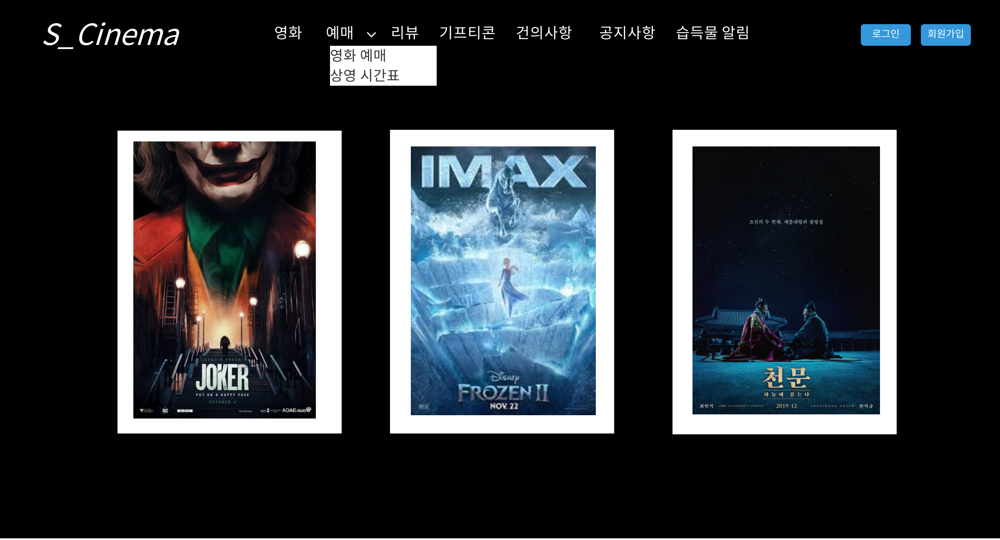 S_Cinema
영화 예매 리뷰 기프티콘 건의사항 공지사항 습득물 알림
로그인 회원가입
영화 예매
상영 시간표
JOAQUIN PHOENIX
JOKER
PUT ON A HAPPY FACE
OCTOBER 4
DC BRON AOAE.sucre
IMAX
DISNEY
FROZEN II
NOV. 22
조선의 두 천재, 세종대왕과 장영실
천문
하늘에 묻는다
최민식 2019·12 FORBIDDEN DREAM 한석규